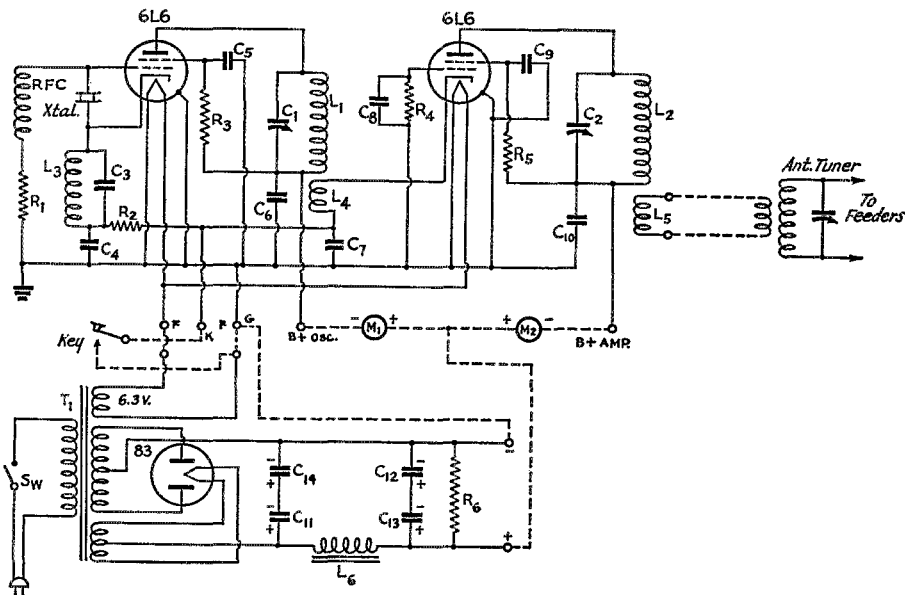 6L6
6L6
RFC
Xtal.
C5
R3
C1
L1
C8
R4
C9
R5
C2
L2
Ant. Tuner
To
Feeders
L3
C3
R1
R2
C4
C6
L4
C7
C10
L5
Key
F
K
F
G
B+ OSC.
- M1 +
+ M2 -
B+ AMP.
T1
6.3 V.
83
SW
- C14 +
- C12 +
- C11 +
- C13 +
R6
-
+
L6